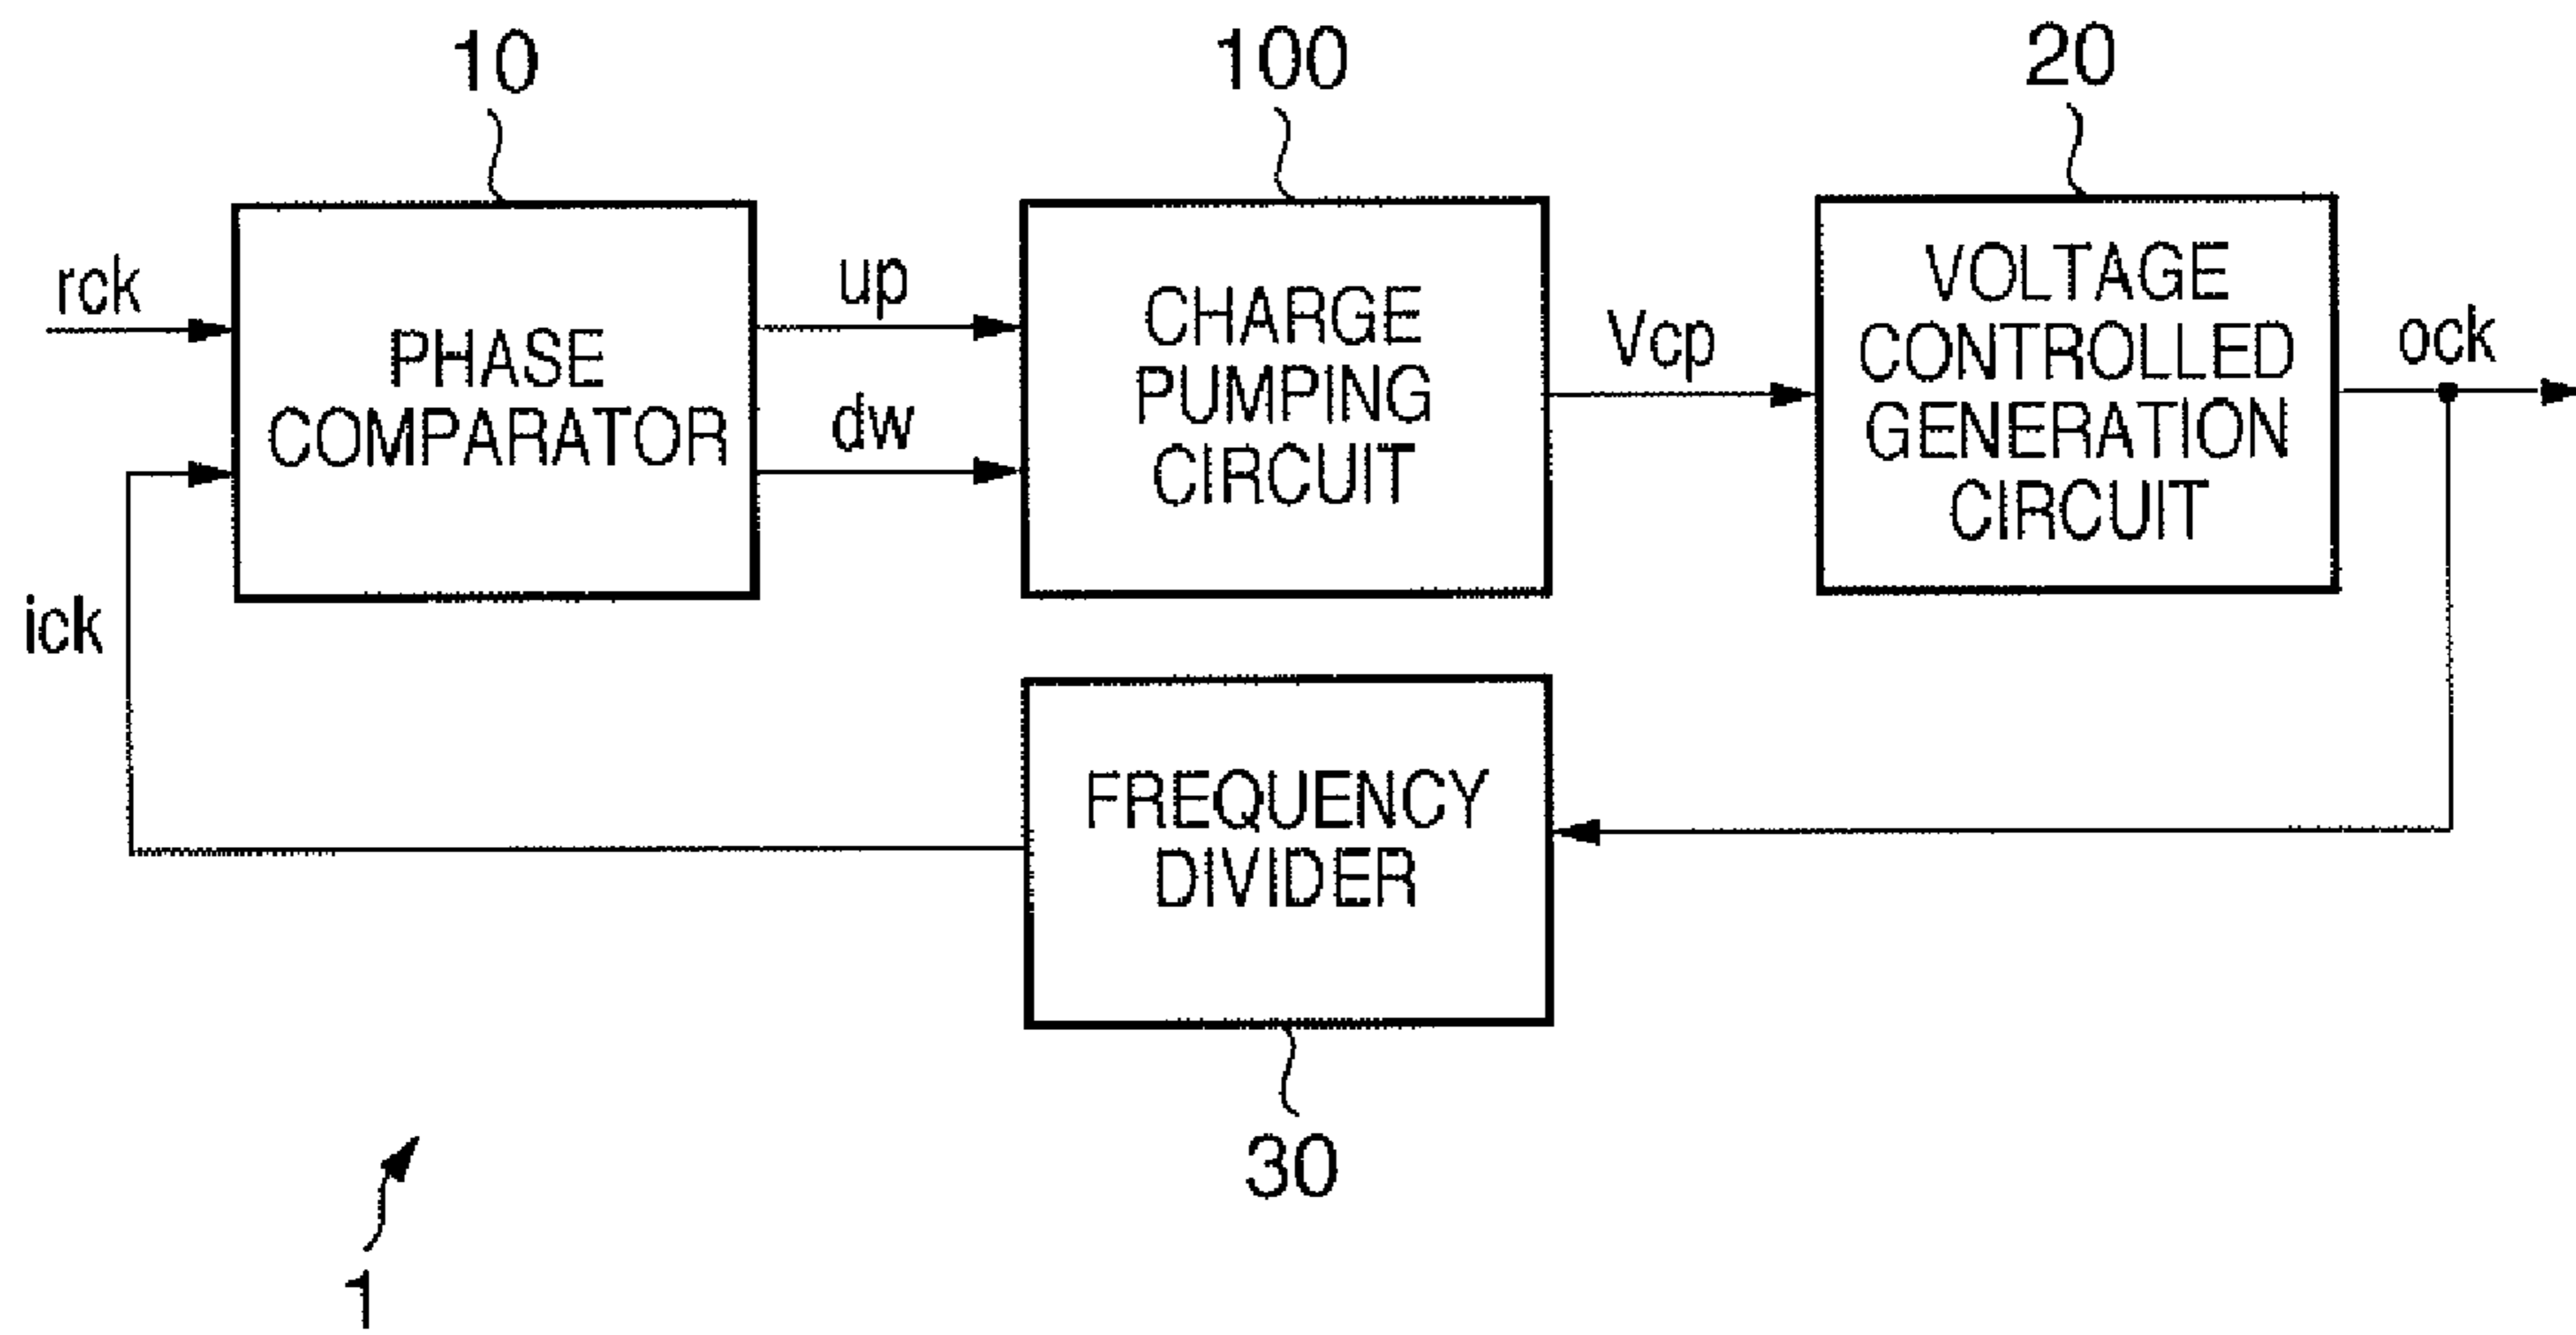 10
100
20
rck
PHASE
COMPARATOR
up
dw
CHARGE
PUMPING
CIRCUIT
Vcp
VOLTAGE
CONTROLLED
GENERATION
CIRCUIT
ock
ick
FREQUENCY
DIVIDER
30
1